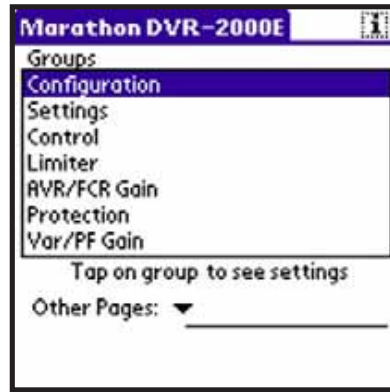 Marathon DVR-2000E i
Groups
Configuration
Settings
Control
Limiter
AVR/FCR Gain
Protection
Var/PF Gain
Tap on group to see settings
Other Pages: